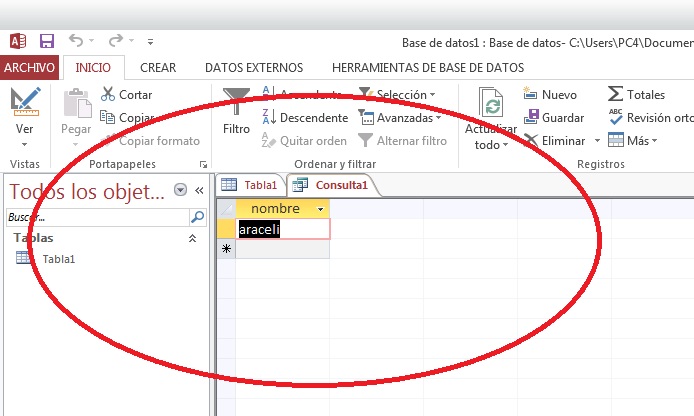 Base de datos1 : Base de datos- C:\Users\PC4\Documen
ARCHIVO INICIO CREAR DATOS EXTERNOS HERRAMIENTAS DE BASE DE DATOS
Ver
Vistas
Pegar
Cortar
Copiar
Copiar formato
Portapapeles
Filtro
Ascendente
Descendente
Quitar orden
Selección
Avanzadas
Alternar filtro
Ordenar y filtrar
Actualizar
todo
Nuevo
Guardar
Eliminar
Totales
Revisión orto
Más
Registros
Todos los objet...
Buscar...
Tablas
Tabla1
Tabla1 Consulta1
nombre
araceli